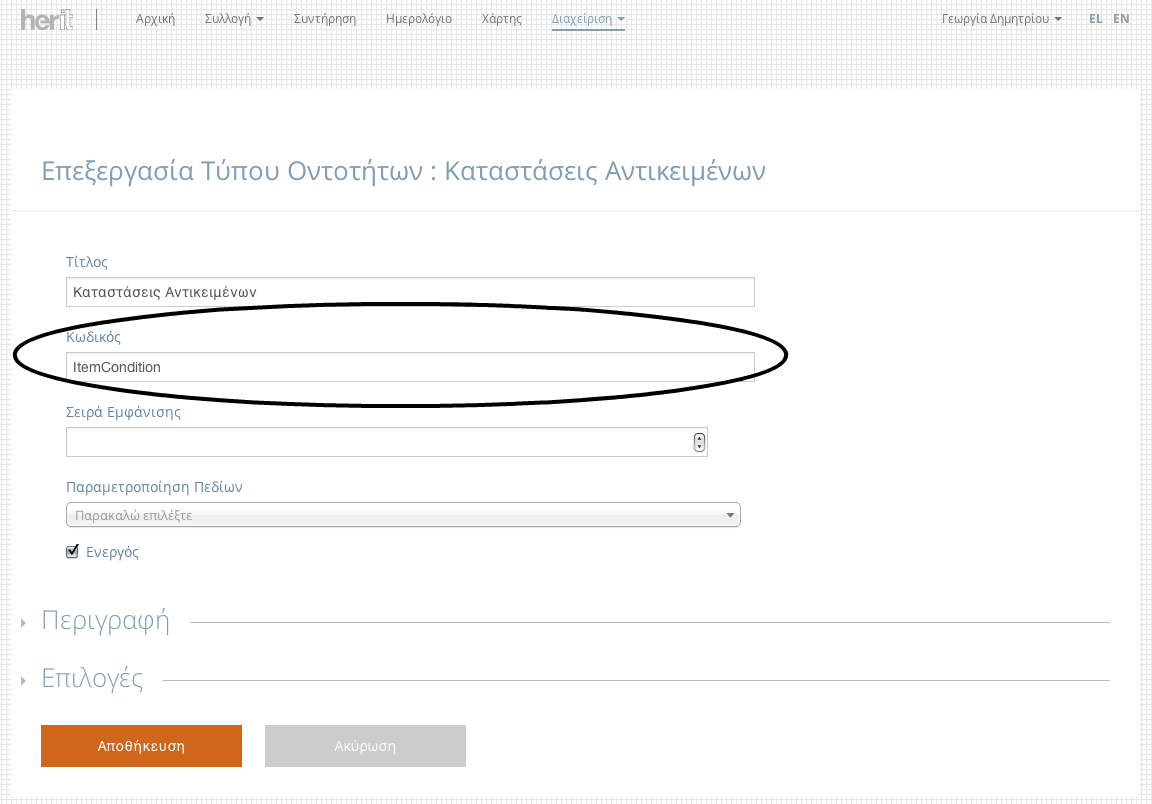 herit Αρχική Συλλογή Συντήρηση Ημερολόγιο Χάρτης Διαχείριση Γεωργία Δημητρίου EL EN
Επεξεργασία Τύπου Οντοτήτων : Καταστάσεις Αντικειμένων
Τίτλος
Καταστάσεις Αντικειμένων
Κωδικός
ItemCondition
Σειρά Εμφάνισης
Παραμετροποίηση Πεδίων
Παρακαλώ επιλέξτε
Ενεργός
Περιγραφή
Επιλογές
Αποθήκευση Ακύρωση